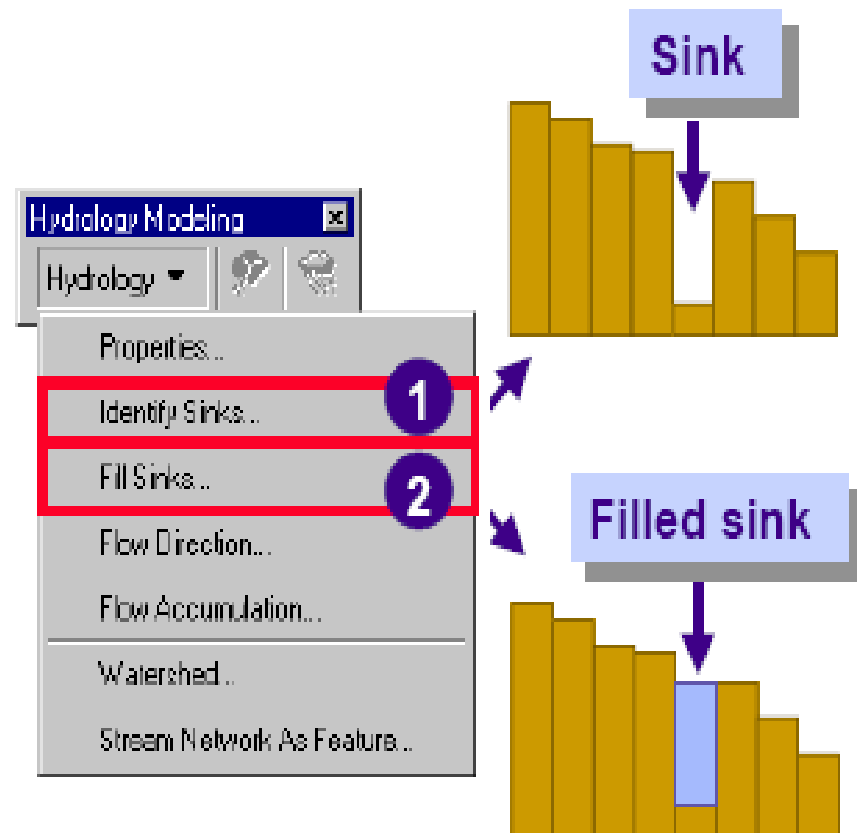 Sink
Hydrology Modeling
Hydrology
Properties...
Identify Sinks...
1
Fill Sinks...
2
Flow Direction...
Flow Accumulation...
Watershed...
Stream Network As Feature...
Filled sink